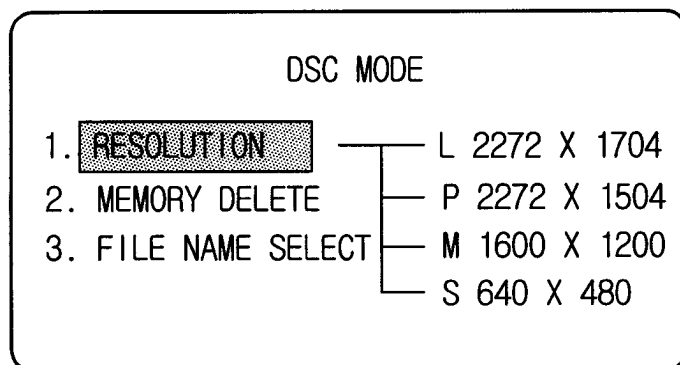 DSC MODE
1. RESOLUTION
L 2272 X 1704
2. MEMORY DELETE
P 2272 X 1504
3. FILE NAME SELECT
M 1600 X 1200
S 640 X 480